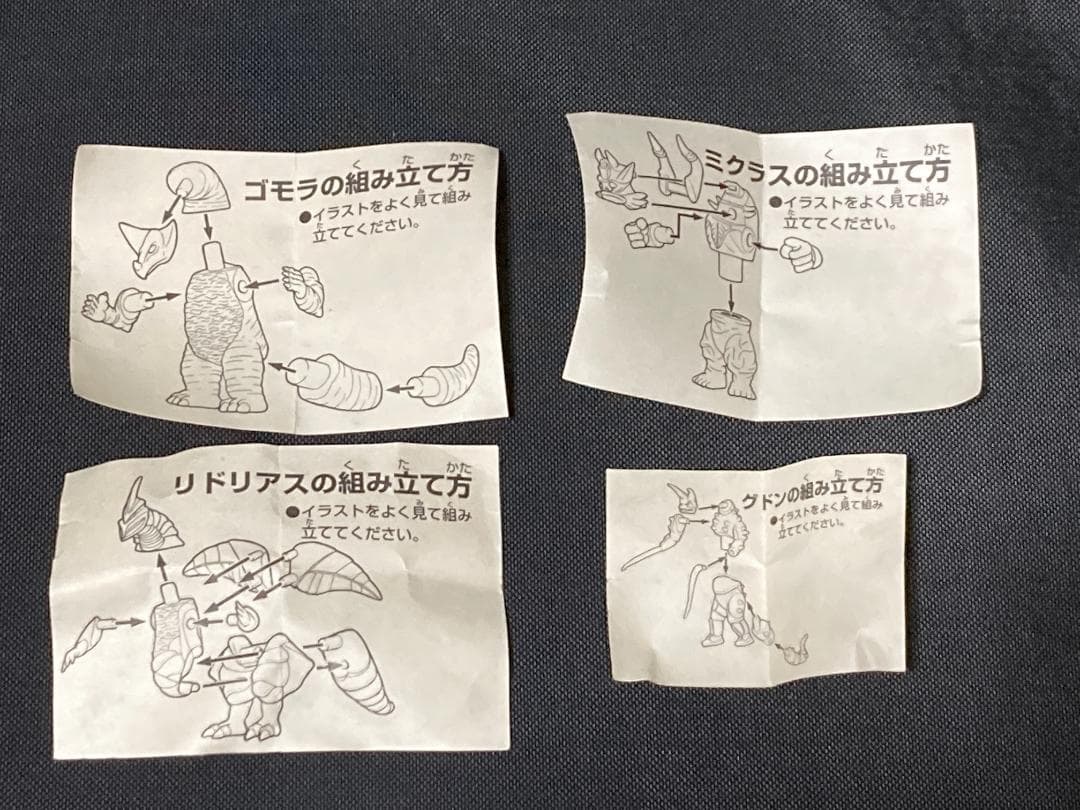 ゴモラの組み立て方
●イラストをよく見て組み
立ててください。
ミクラスの組み立て方
●イラストをよく見て組み
立ててください。
リドリアスの組み立て方
●イラストをよく見て組み
立ててください。
グドンの組み立て方
●イラストをよく見て組み
立ててください。